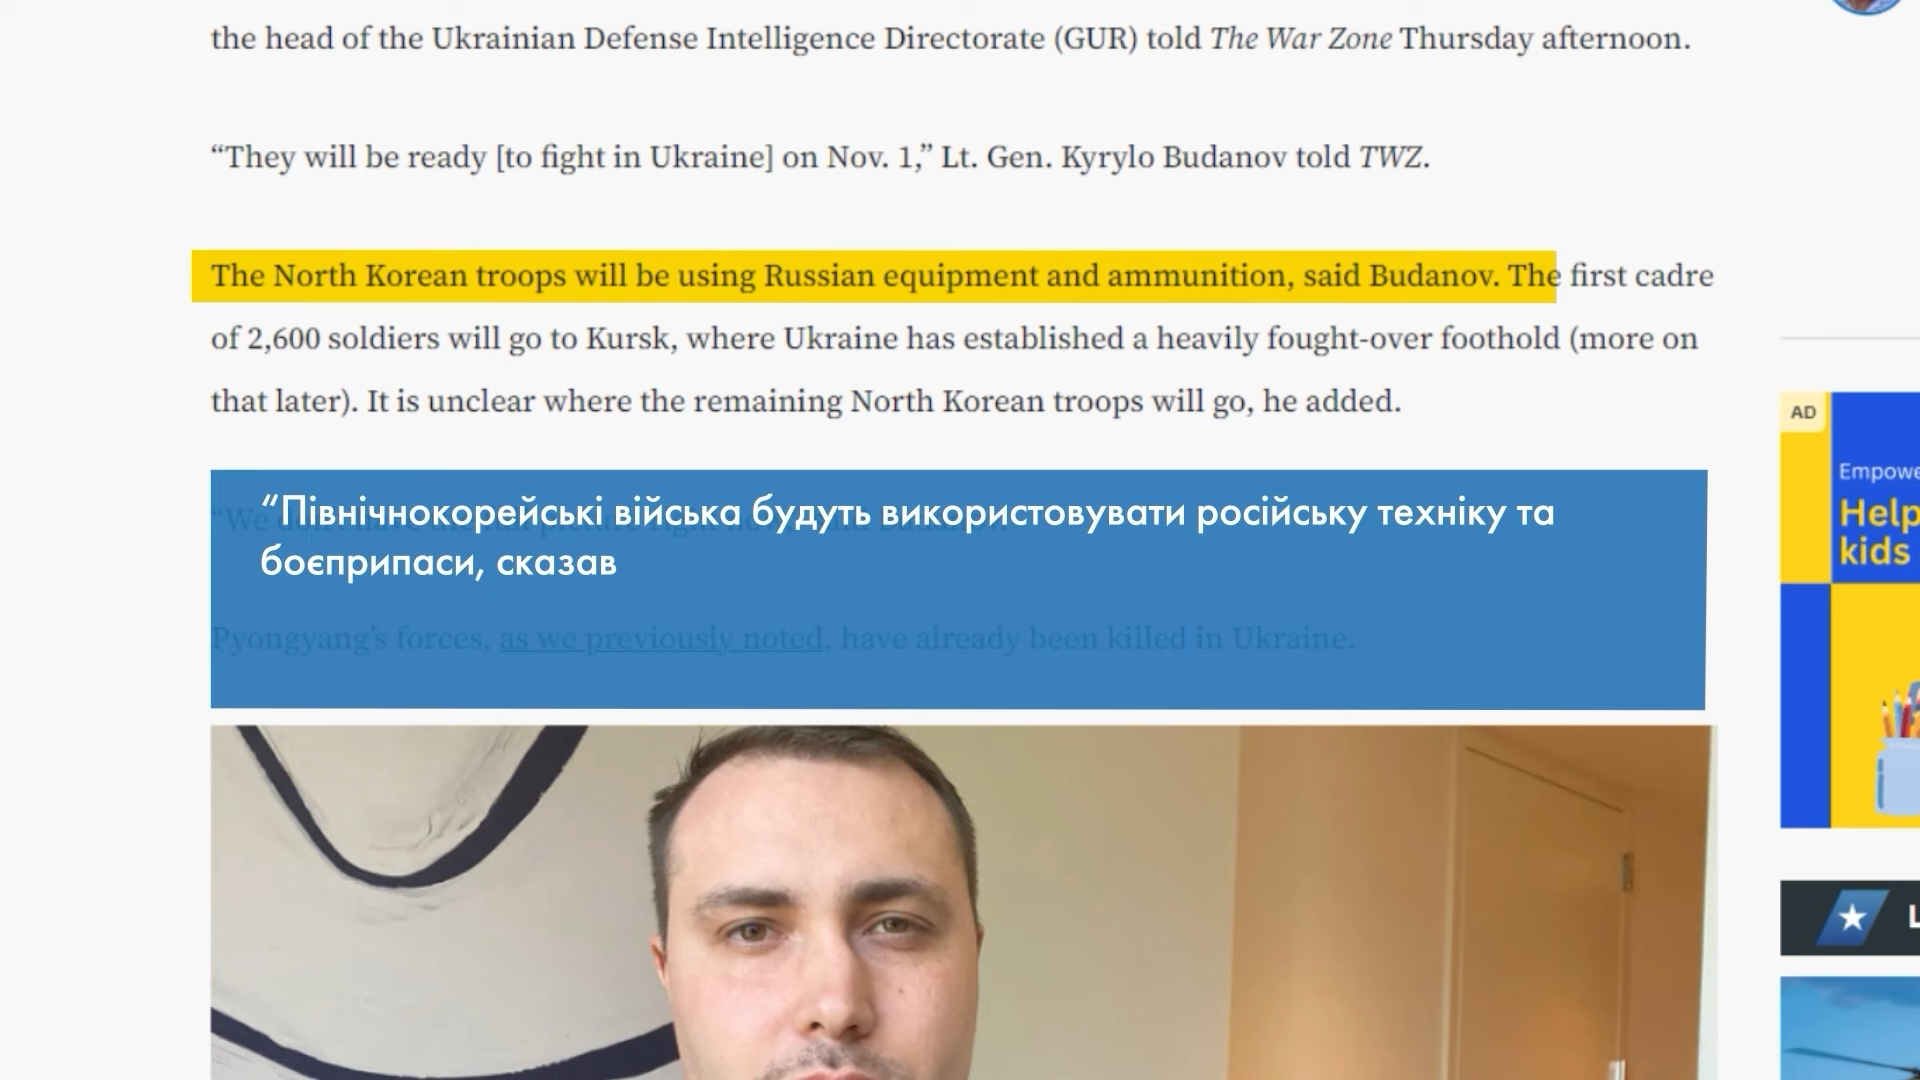 the head of the Ukrainian Defense Intelligence Directorate (GUR) told The War Zone Thursday afternoon.
“They will be ready [to fight in Ukraine] on Nov. 1,” Lt. Gen. Kyrylo Budanov told TWZ.
The North Korean troops will be using Russian equipment and ammunition, said Budanov. The first cadre
of 2,600 soldiers will go to Kursk, where Ukraine has established a heavily fought-over foothold (more on
that later). It is unclear where the remaining North Korean troops will go, he added.
“Північнокорейські війська будуть використовувати російську техніку та
боєприпаси, сказав
“We don't have
Pyongyang’s forces, as we previously noted, have already been killed in Ukraine.
AD
Empowe
Help
kids
L